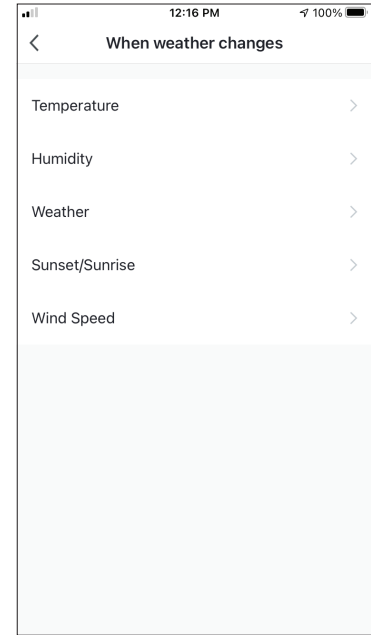 12:16 PM 100%
When weather changes
Temperature
Humidity
Weather
Sunset/Sunrise
Wind Speed